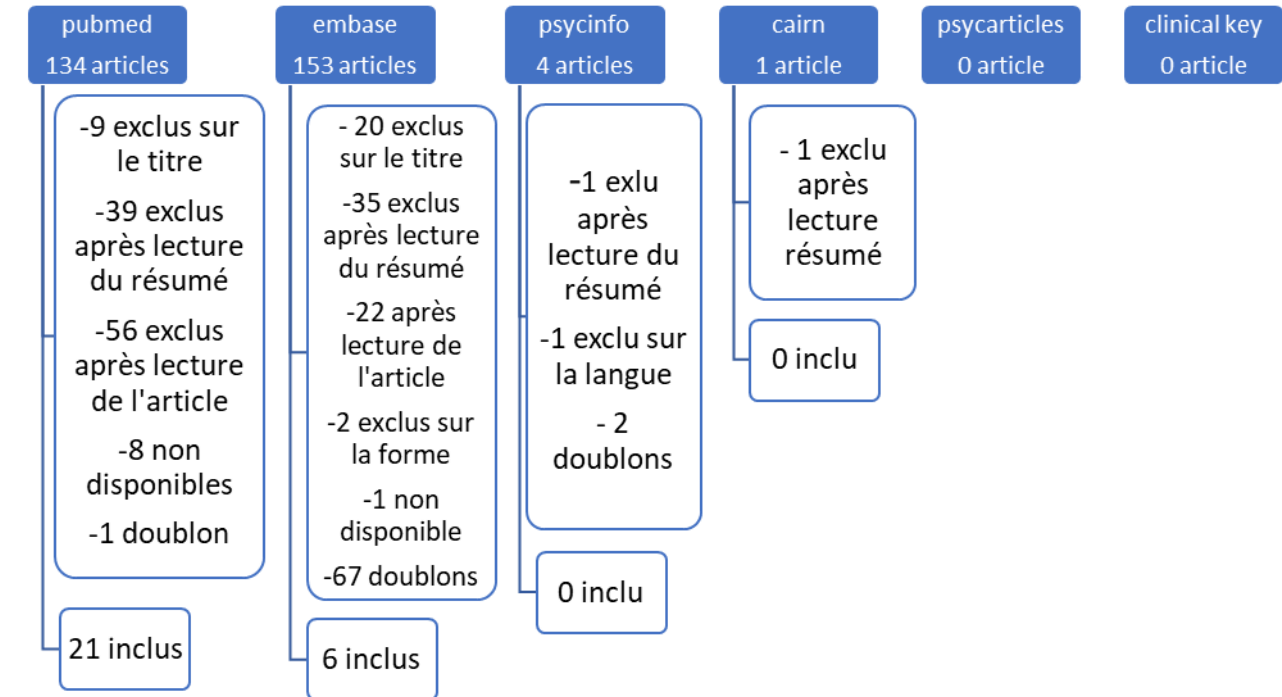 pubmed
134 articles
-9 exclus sur
le titre
-39 exclus
après lecture
du résumé
-56 exclus
après lecture
de l'article
-8 non
disponibles
-1 doublon
21 inclus
embase
153 articles
- 20 exclus
sur le titre
-35 exclus
après lecture
du résumé
-22 après
lecture de
l'article
-2 exclus sur
la forme
-1 non
disponible
-67 doublons
6 inclus
psycinfo
4 articles
-1 exlu
après
lecture du
résumé
-1 exclu sur
la langue
- 2
doublons
0 inclu
cairn
1 article
- 1 exclu
après
lecture
résumé
0 inclu
psycarticles
0 article
clinical key
0 article